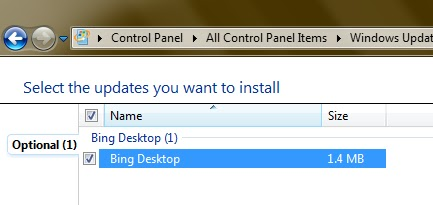 Control Panel All Control Panel Items Windows Updat
Select the updates you want to install
Name Size
Optional (1)
Bing Desktop (1)
Bing Desktop 1.4 MB